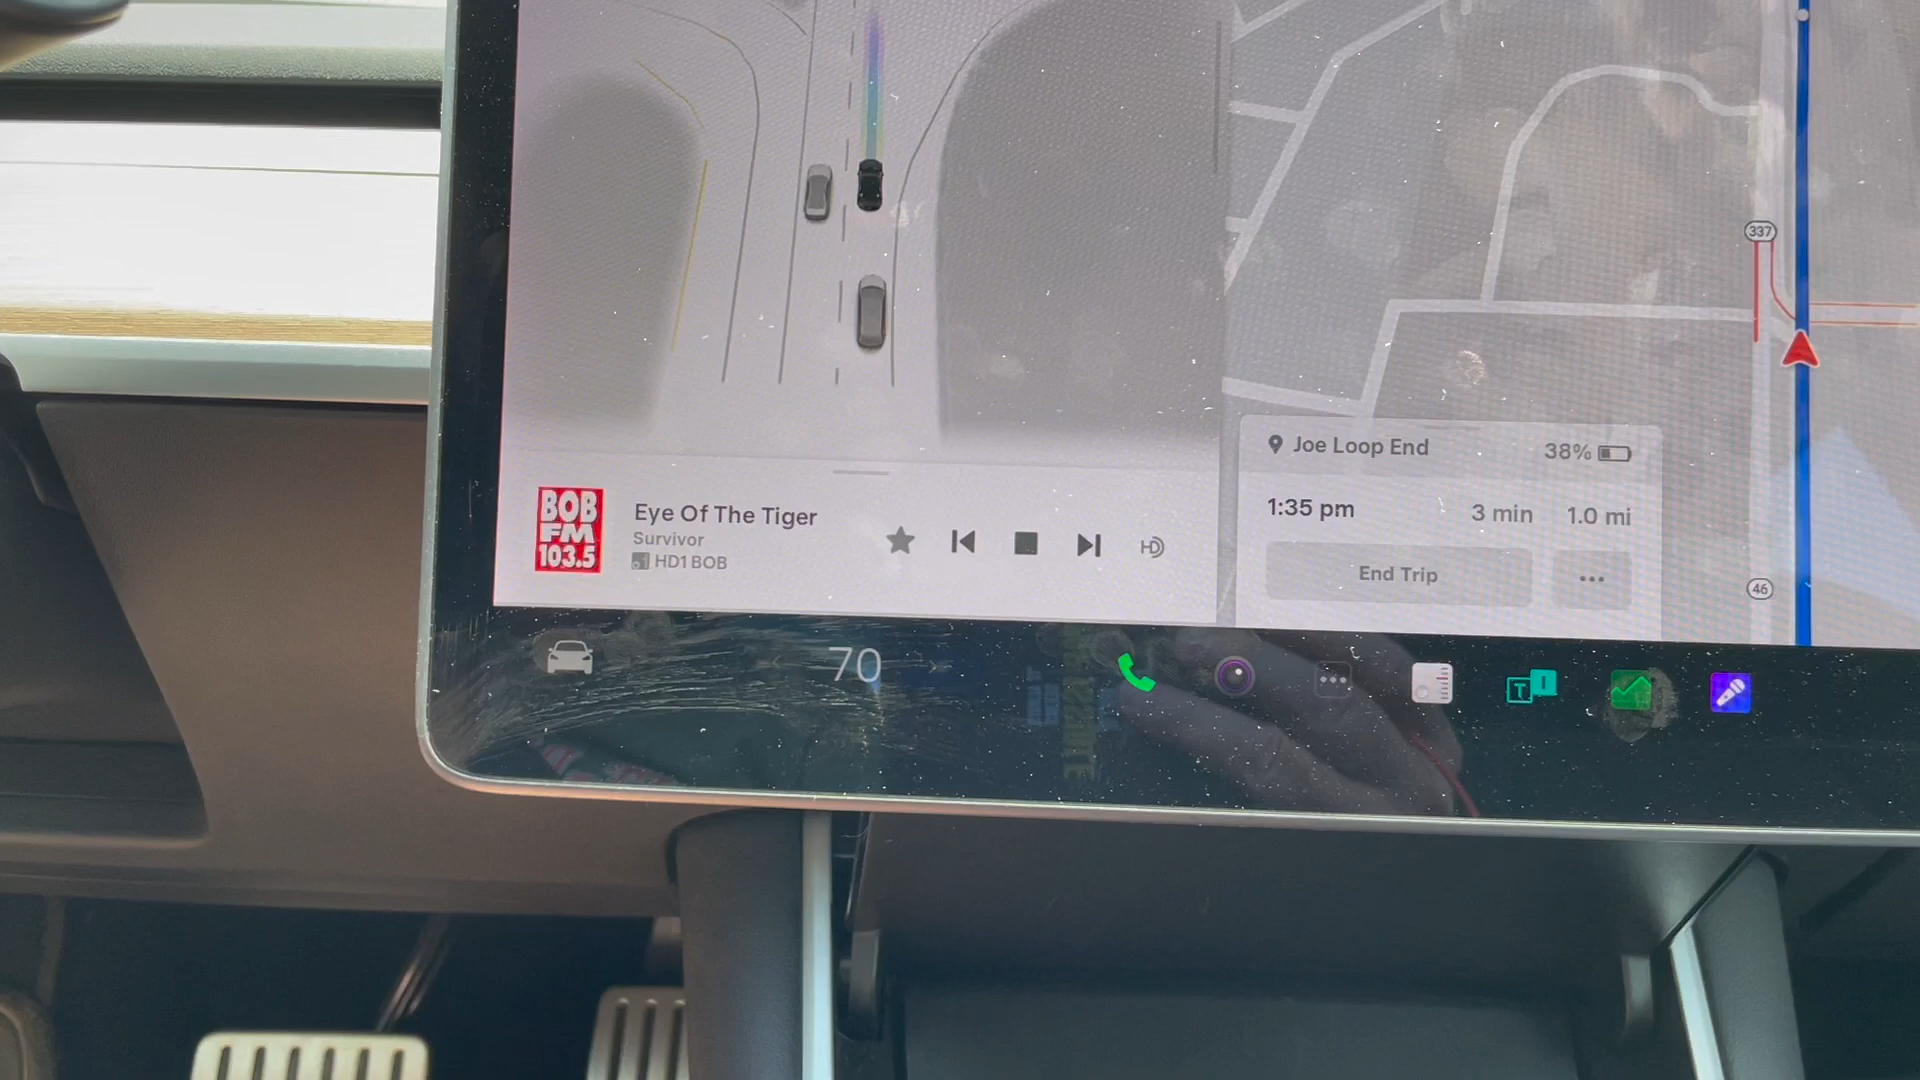 337
Joe Loop End
38%
1:35 pm
3 min
1.0 mi
End Trip
46
BOB
FM
103.5
Eye Of The Tiger
Survivor
HD1 BOB
HD
70
T
I